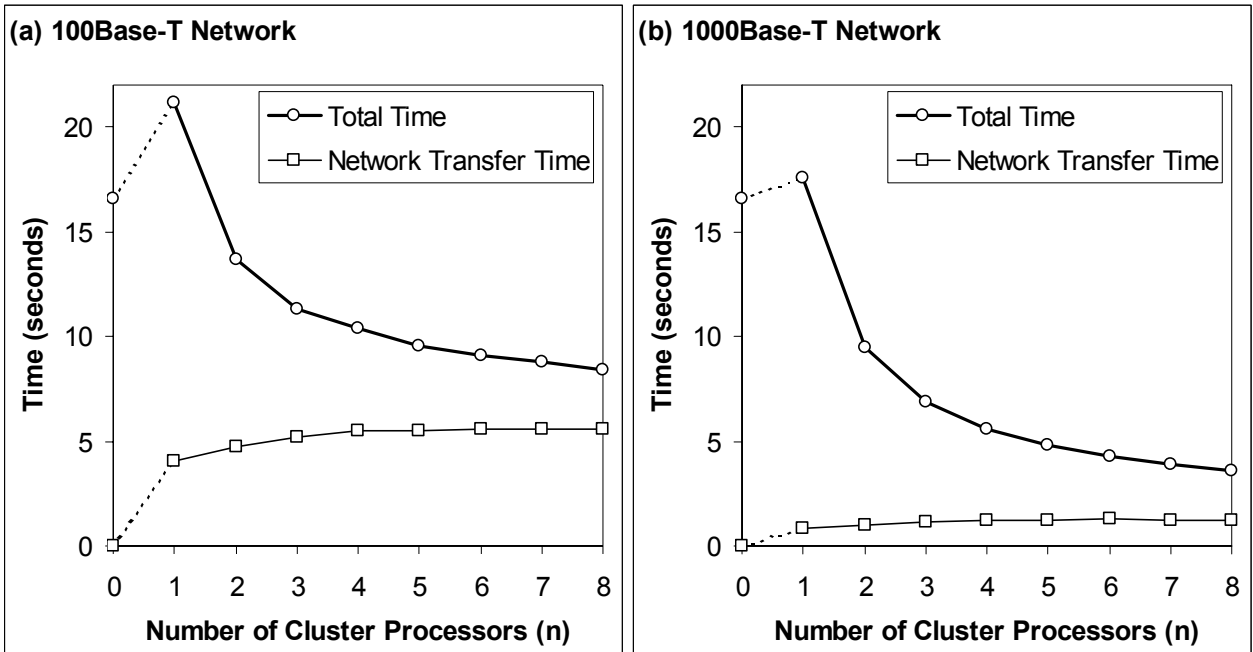 (a) 100Base-T Network
Total Time
Network Transfer Time
20
15
10
5
0
Time (seconds)
0 1 2 3 4 5 6 7 8
Number of Cluster Processors (n)
(b) 1000Base-T Network
Total Time
Network Transfer Time
20
15
10
5
0
Time (seconds)
0 1 2 3 4 5 6 7 8
Number of Cluster Processors (n)